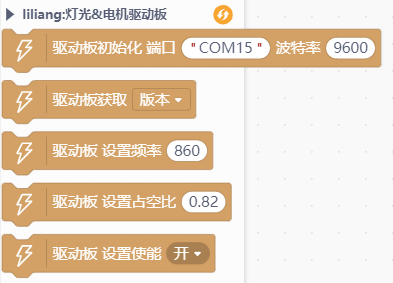 liliang:灯光&电机驱动板
驱动板初始化 端口 "COM15" 波特率 9600
驱动板获取 版本
驱动板 设置频率 860
驱动板 设置占空比 0.82
驱动板 设置使能 开